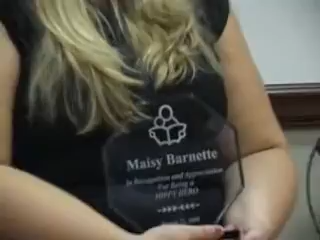 Maisy Barnette
In Recognition and Appreciation
For Being a
HIPPY HERO